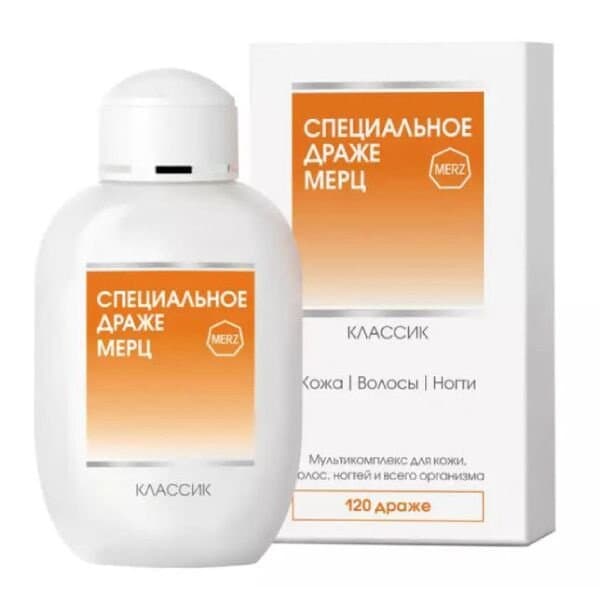 СПЕЦИАЛЬНОЕ
ДРАЖЕ
МЕРЦ
MERZ
КЛАССИК
СПЕЦИАЛЬНОЕ
ДРАЖЕ
МЕРЦ
MERZ
КЛАССИК
Кожа | Волосы | Ногти
Мультикомплекс для кожи,
волос, ногтей и всего организма
120 драже